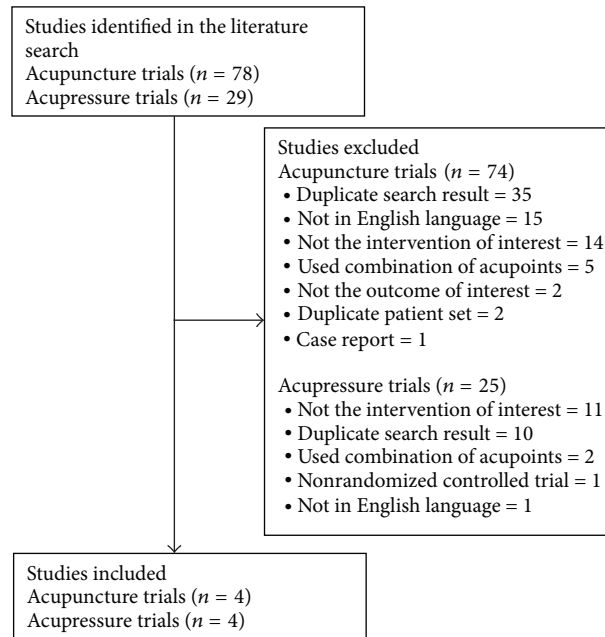 Studies identified in the literature
search
Acupuncture trials (n = 78)
Acupressure trials (n = 29)
Studies excluded
Acupuncture trials (n = 74)
• Duplicate search result = 35
• Not in English language = 15
• Not the intervention of interest = 14
• Used combination of acupoints = 5
• Not the outcome of interest = 2
• Duplicate patient set = 2
• Case report = 1
Acupressure trials (n = 25)
• Not the intervention of interest = 11
• Duplicate search result = 10
• Used combination of acupoints = 2
• Nonrandomized controlled trial = 1
• Not in English language = 1
Studies included
Acupuncture trials (n = 4)
Acupressure trials (n = 4)